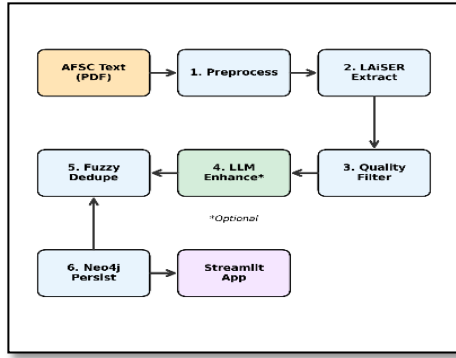 AFSC Text
(PDF)
1. Preprocess
2. LAiSER
Extract
3. Quality
Filter
4. LLM
Enhance*
5. Fuzzy
Dedupe
*Optional
6. Neo4j
Persist
Streamlit
App